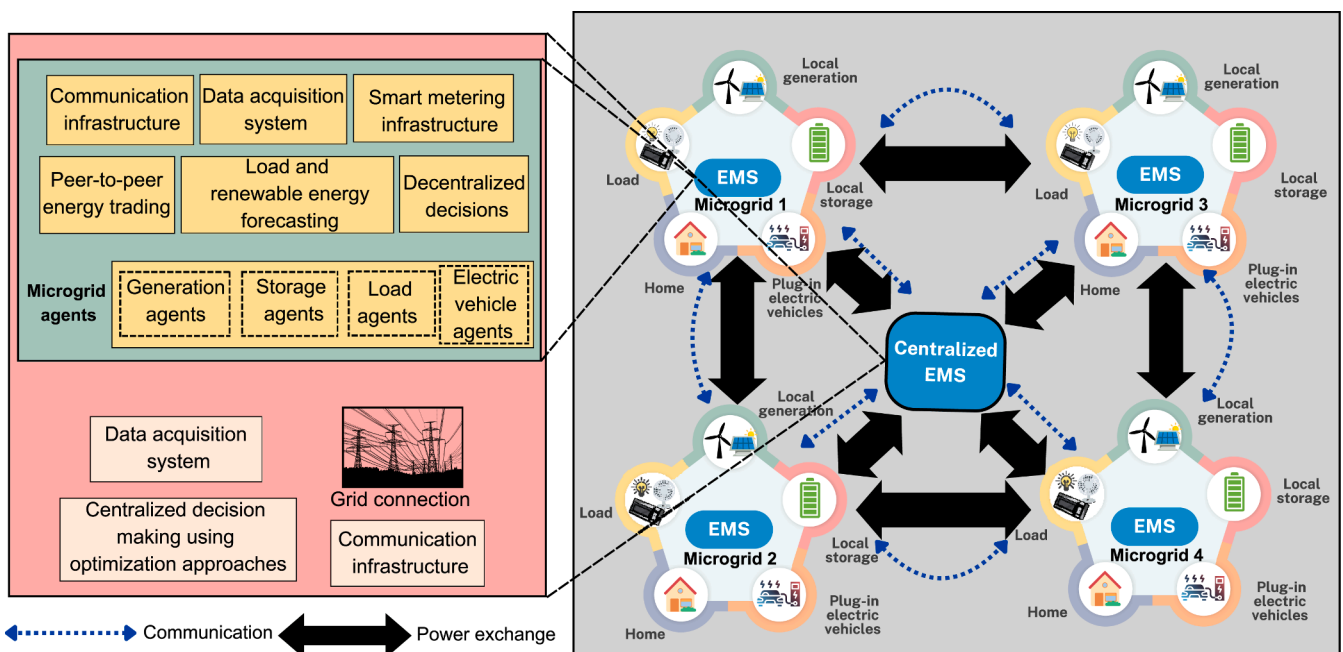 Communication
infrastructure
Data acquisition
system
Smart metering
infrastructure
Peer-to-peer
energy trading
Load and
renewable energy
forecasting
Decentralized
decisions
Microgrid
agents
Generation
agents
Storage
agents
Load
agents
Electric
vehicle
agents
Data acquisition
system
Grid connection
Centralized decision
making using
optimization approaches
Communication
infrastructure
Communication
Power exchange
Local
generation
Load
EMS
Microgrid 1
Local
storage
Home
Plug-in
electric
vehicles
Local
generation
Load
EMS
Microgrid 3
Local
storage
Home
Plug-in
electric
vehicles
Centralized
EMS
Local
generation
Load
EMS
Microgrid 2
Local
storage
Home
Plug-in
electric
vehicles
Local
generation
Load
EMS
Microgrid 4
Local
storage
Home
Plug-in
electric
vehicles